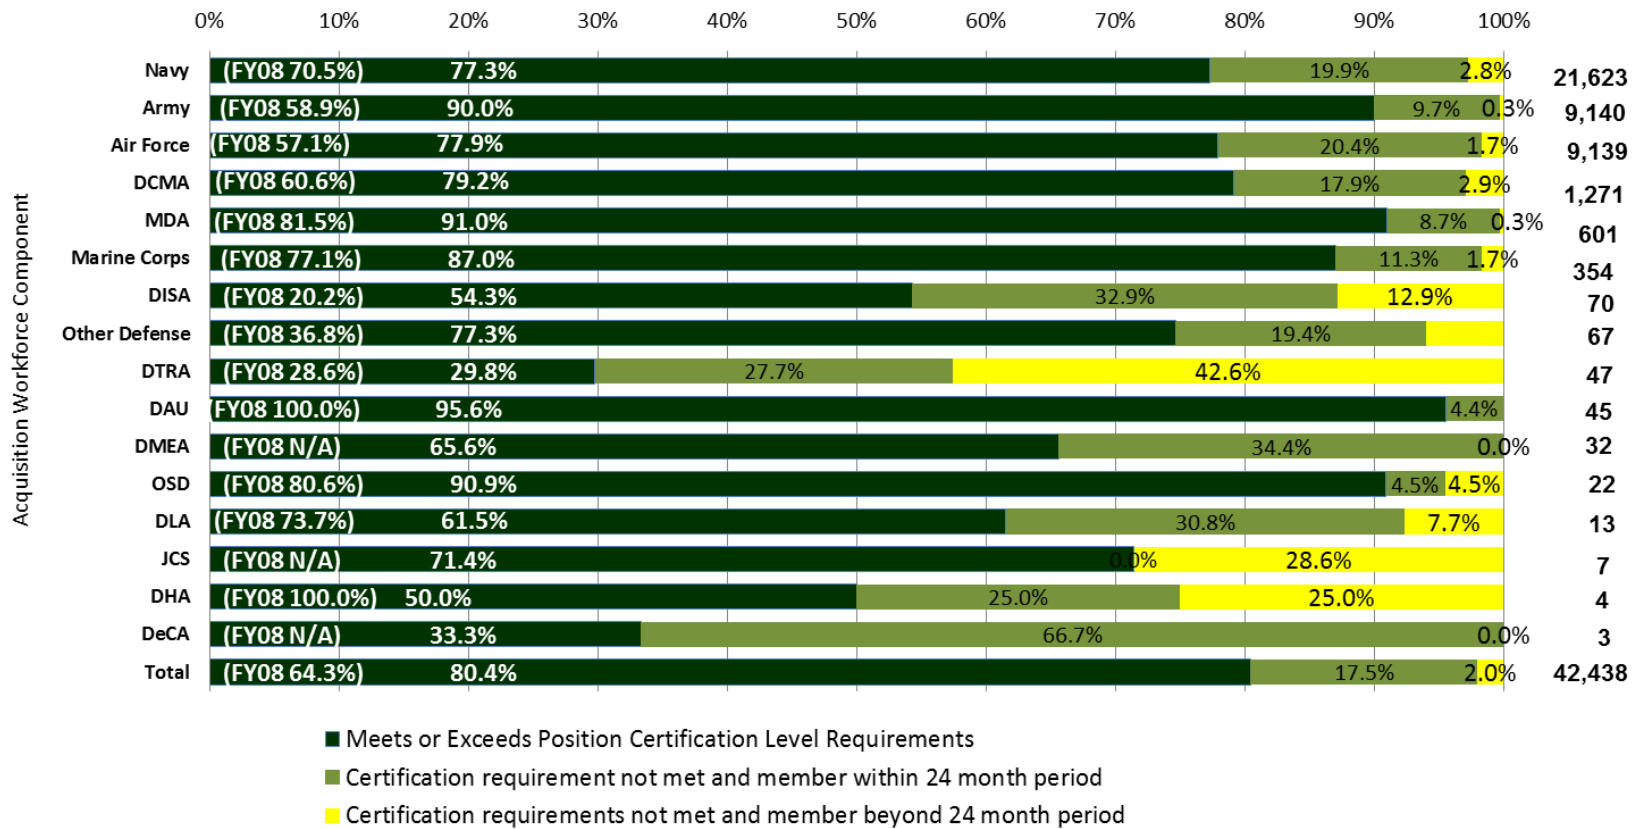 0% 10% 20% 30% 40% 50% 60% 70% 80% 90% 100%
Acquisition Workforce Component
Navy (FY08 70.5%) 77.3% 19.9% 2.8% 21,623
Army (FY08 58.9%) 90.0% 9.7% 0.3% 9,140
Air Force (FY08 57.1%) 77.9% 20.4% 1.7% 9,139
DCMA (FY08 60.6%) 79.2% 17.9% 2.9% 1,271
MDA (FY08 81.5%) 91.0% 8.7% 0.3% 601
Marine Corps (FY08 77.1%) 87.0% 11.3% 1.7% 354
DISA (FY08 20.2%) 54.3% 32.9% 12.9% 70
Other Defense (FY08 36.8%) 77.3% 19.4% 67
DTRA (FY08 28.6%) 29.8% 27.7% 42.6% 47
DAU (FY08 100.0%) 95.6% 4.4% 45
DMEA (FY08 N/A) 65.6% 34.4% 0.0% 32
OSD (FY08 80.6%) 90.9% 4.5% 4.5% 22
DLA (FY08 73.7%) 61.5% 30.8% 7.7% 13
JCS (FY08 N/A) 71.4% 0.0% 28.6% 7
DHA (FY08 100.0%) 50.0% 25.0% 25.0% 4
DeCA (FY08 N/A) 33.3% 66.7% 0.0% 3
Total (FY08 64.3%) 80.4% 17.5% 2.0% 42,438
Meets or Exceeds Position Certification Level Requirements
Certification requirement not met and member within 24 month period
Certification requirements not met and member beyond 24 month period